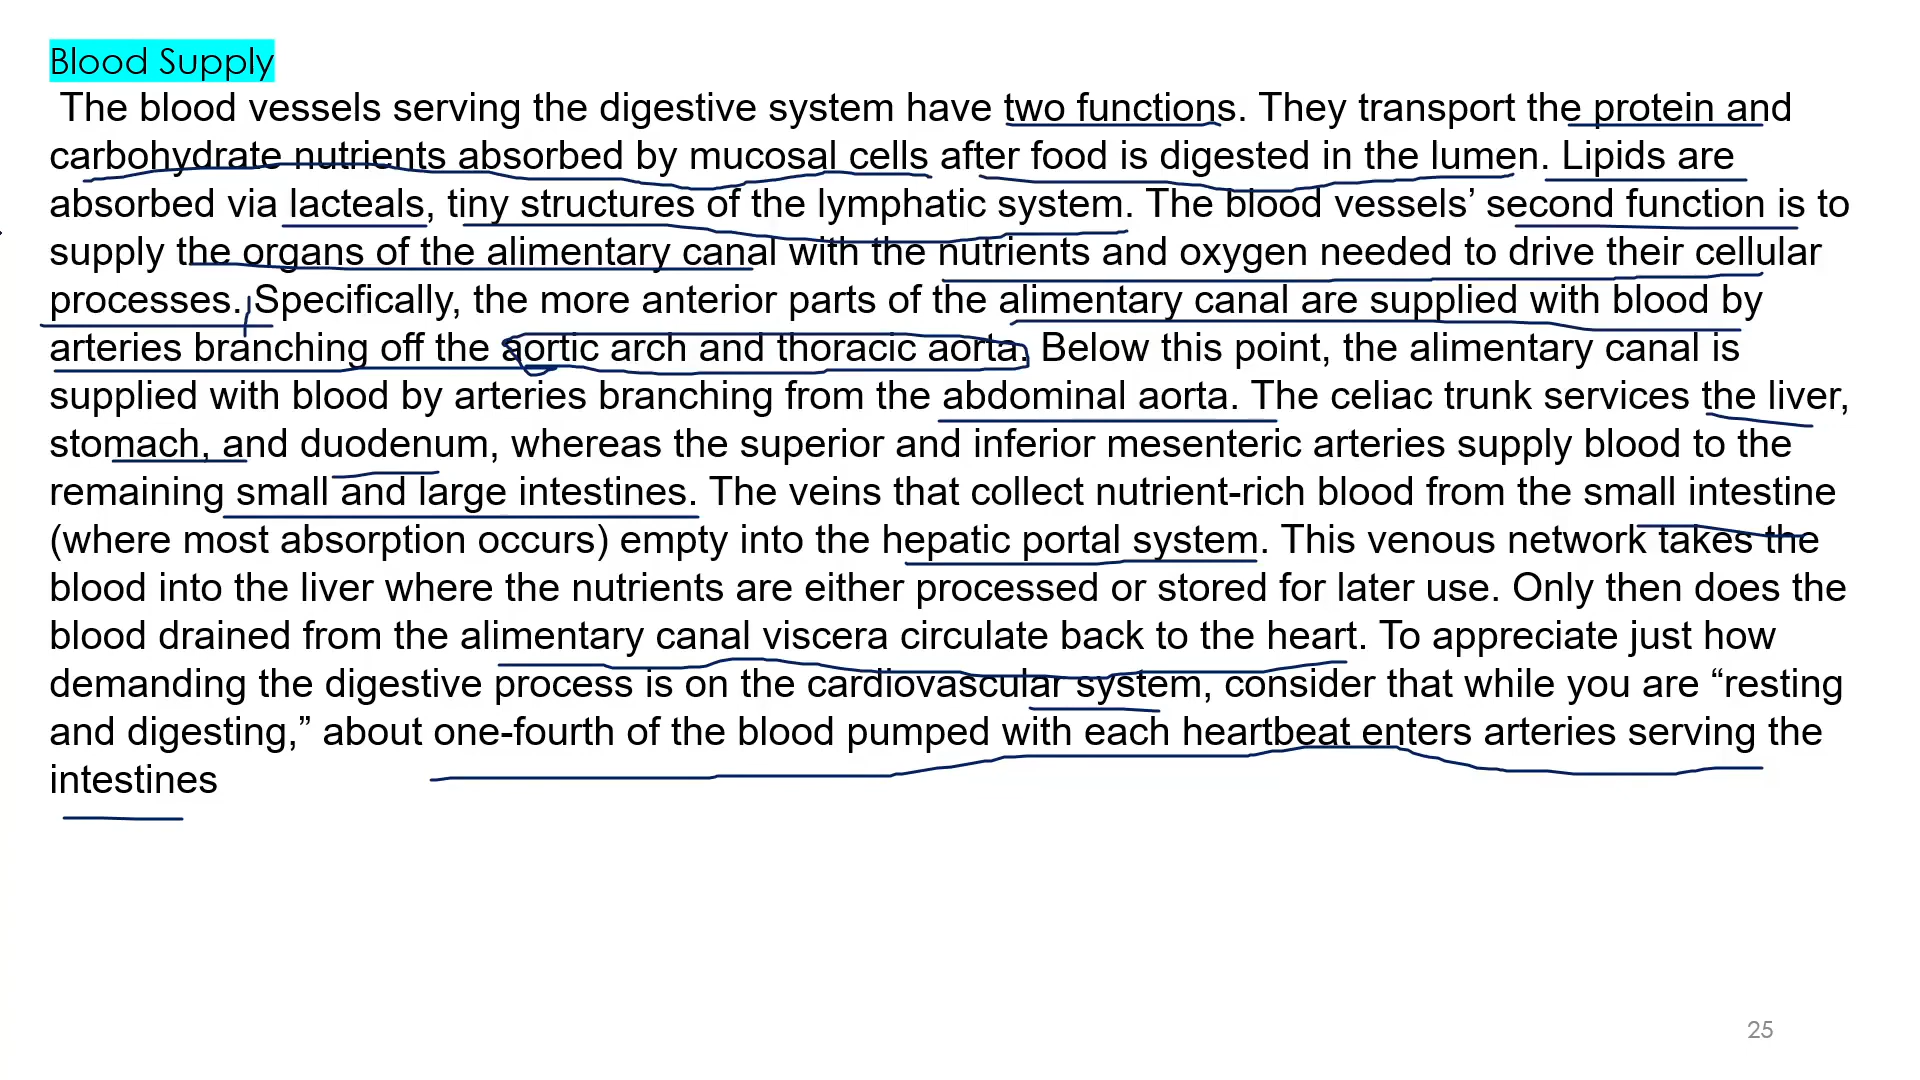 Blood Supply
The blood vessels serving the digestive system have two functions. They transport the protein and
carbohydrate nutrients absorbed by mucosal cells after food is digested in the lumen. Lipids are
absorbed via lacteals, tiny structures of the lymphatic system. The blood vessels’ second function is to
supply the organs of the alimentary canal with the nutrients and oxygen needed to drive their cellular
processes. Specifically, the more anterior parts of the alimentary canal are supplied with blood by
arteries branching off the aortic arch and thoracic aorta. Below this point, the alimentary canal is
supplied with blood by arteries branching from the abdominal aorta. The celiac trunk services the liver,
stomach, and duodenum, whereas the superior and inferior mesenteric arteries supply blood to the
remaining small and large intestines. The veins that collect nutrient-rich blood from the small intestine
(where most absorption occurs) empty into the hepatic portal system. This venous network takes the
blood into the liver where the nutrients are either processed or stored for later use. Only then does the
blood drained from the alimentary canal viscera circulate back to the heart. To appreciate just how
demanding the digestive process is on the cardiovascular system, consider that while you are “resting
and digesting,” about one-fourth of the blood pumped with each heartbeat enters arteries serving the
intestines
25